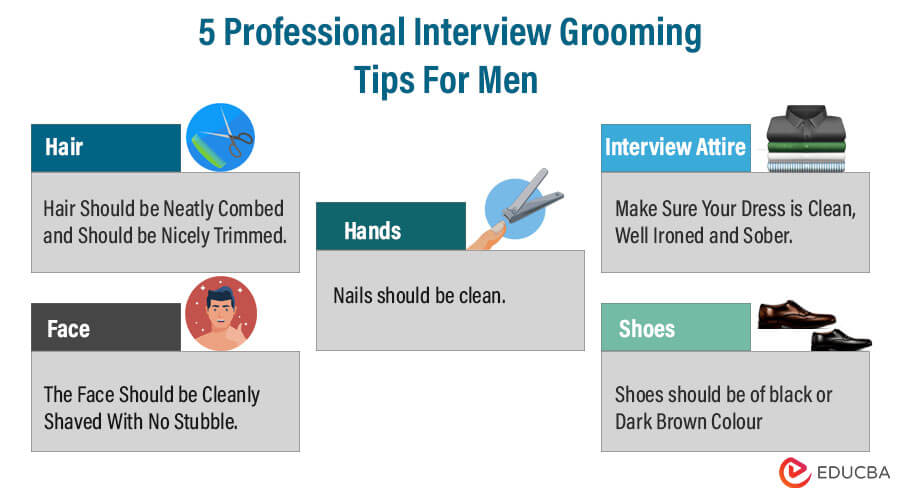 5 Professional Interview Grooming
Tips For Men
Hair
Hair Should be Neatly Combed
and Should be Nicely Trimmed.
Face
The Face Should be Cleanly
Shaved With No Stubble.
Hands
Nails should be clean.
Interview Attire
Make Sure Your Dress is Clean,
Well Ironed and Sober.
Shoes
Shoes should be of black or
Dark Brown Colour
EDUCBA